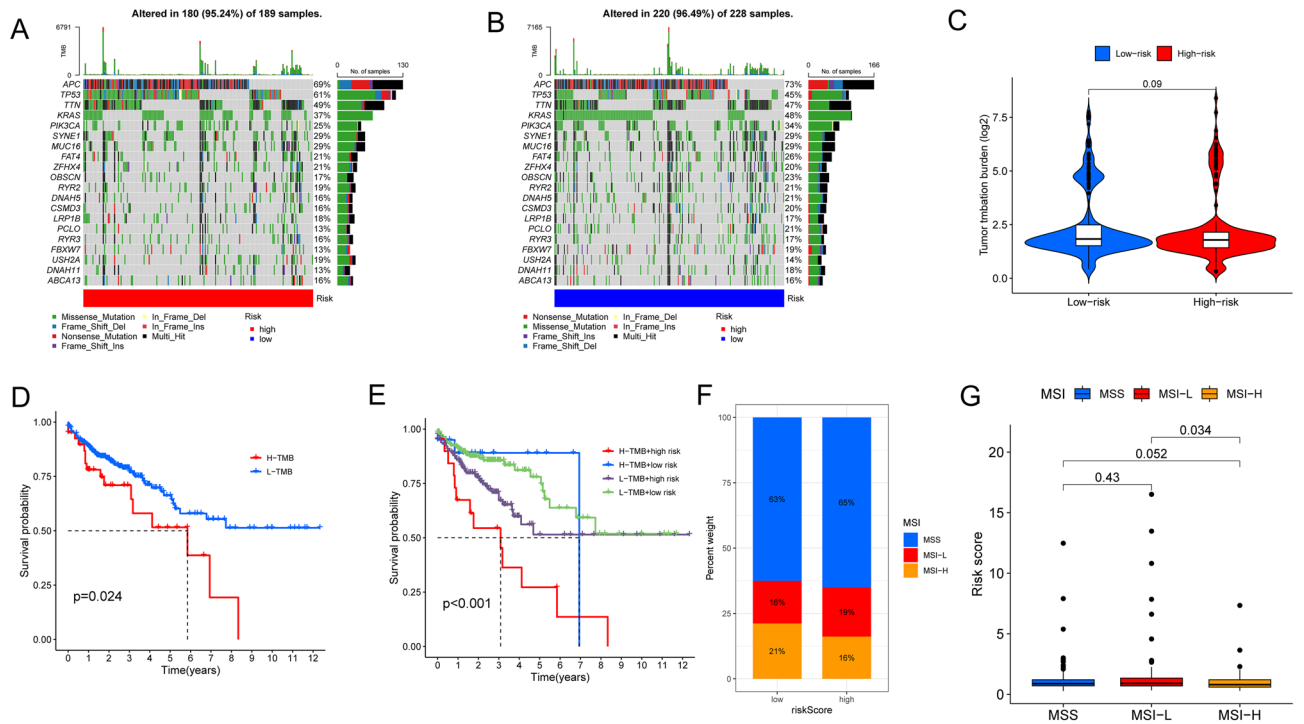 A
Altered in 180 (95.24%) of 189 samples.
6791
TMB
0
0
No. of samples
130
APC 69%
TP53 61%
TTN 49%
KRAS 37%
PIK3CA 25%
SYNE1 29%
MUC16 29%
FAT4 21%
ZFHX4 21%
OBSCN 17%
RYR2 19%
DNAH5 16%
CSMD3 16%
LRP1B 18%
PCLO 13%
RYR3 16%
FBXW7 13%
USH2A 19%
DNAH11 13%
ABCA13 16%
Risk
Missense_Mutation
Frame_Shift_Del
Nonsense_Mutation
Frame_Shift_Ins
In_Frame_Del
In_Frame_Ins
Multi_Hit
Risk
high
low
B
Altered in 220 (96.49%) of 228 samples.
7165
TMB
0
0
No. of samples
166
APC 73%
TP53 45%
TTN 47%
KRAS 48%
PIK3CA 34%
SYNE1 29%
MUC16 29%
FAT4 26%
ZFHX4 20%
OBSCN 23%
RYR2 21%
DNAH5 21%
CSMD3 20%
LRP1B 17%
PCLO 21%
RYR3 17%
FBXW7 19%
USH2A 14%
DNAH11 18%
ABCA13 16%
Risk
Nonsense_Mutation
Missense_Mutation
Frame_Shift_Ins
Frame_Shift_Del
In_Frame_Del
In_Frame_Ins
Multi_Hit
Risk
high
low
C
Low-risk High-risk
0.09
Tumor tmbation burden (log2)
7.5
5.0
2.5
0.0
Low-risk High-risk
D
H-TMB
L-TMB
Survival probability
1.00
0.75
0.50
0.25
0.00
p=0.024
0 1 2 3 4 5 6 7 8 9 10 11 12
Time(years)
E
H-TMB+high risk
H-TMB+low risk
L-TMB+high risk
L-TMB+low risk
Survival probability
1.00
0.75
0.50
0.25
0.00
p<0.001
0 1 2 3 4 5 6 7 8 9 10 11 12
Time(years)
F
Percent weight
100
75
50
25
0
63% 65%
16% 19%
21% 16%
low high
riskScore
MSI
MSS
MSI-L
MSI-H
G
MSI MSS MSI-L MSI-H
0.034
0.052
0.43
Risk score
20
15
10
5
0
MSS MSI-L MSI-H